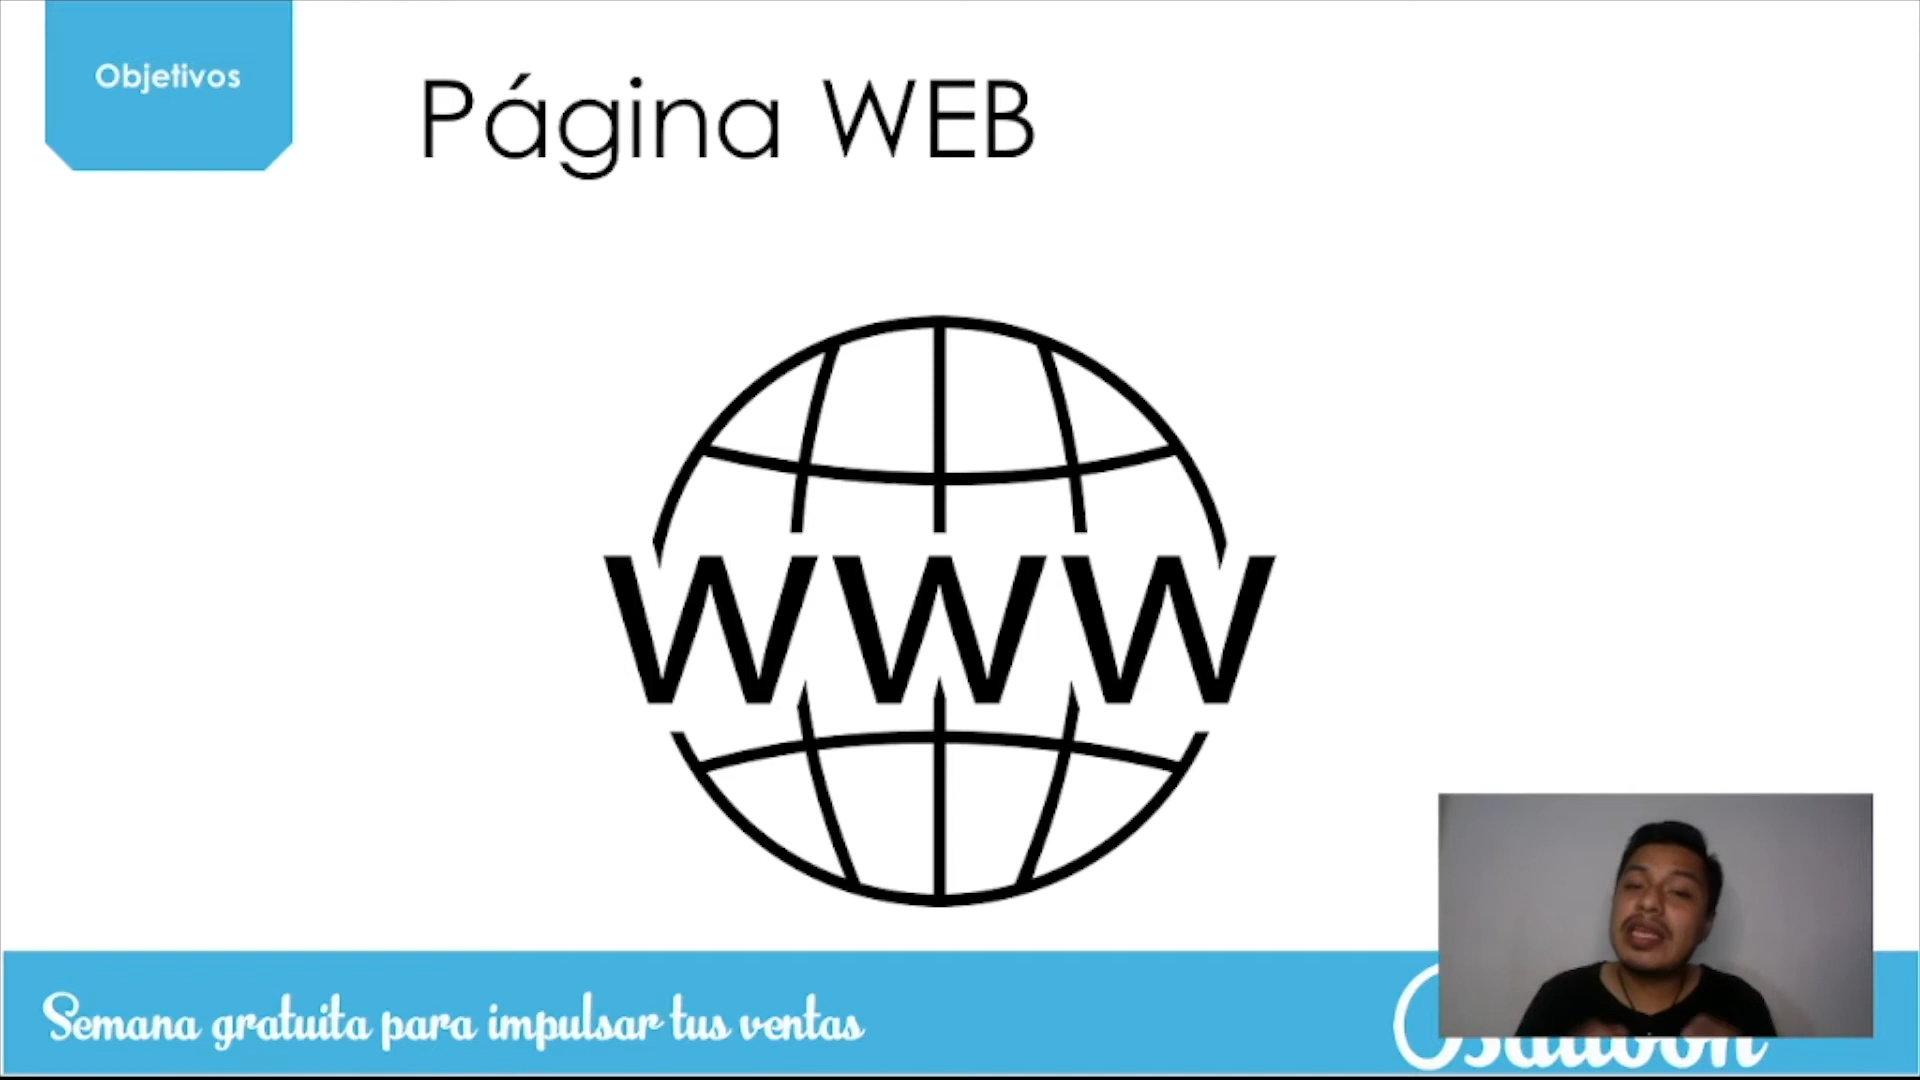 Objetivos
Página WEB
WWW
Semana gratuita para impulsar tus ventas